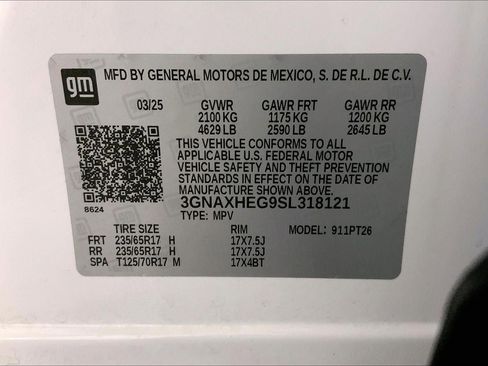 gm
MFD BY GENERAL MOTORS DE MEXICO, S. DE R.L. DE C.V.
03/25 GVWR GAWR FRT GAWR RR
2100 KG 1175 KG 1200 KG
4629 LB 2590 LB 2645 LB
THIS VEHICLE CONFORMS TO ALL
APPLICABLE U.S. FEDERAL MOTOR
VEHICLE SAFETY AND THEFT PREVENTION
STANDARDS IN EFFECT ON THE DATE OF
MANUFACTURE SHOWN ABOVE.
3GNAXHEG9SL318121
8624 TYPE: MPV
TIRE SIZE RIM MODEL: 911PT26
FRT 235/65R17 H 17X7.5J
RR 235/65R17 H 17X7.5J
SPA T125/70R17 M 17X4BT